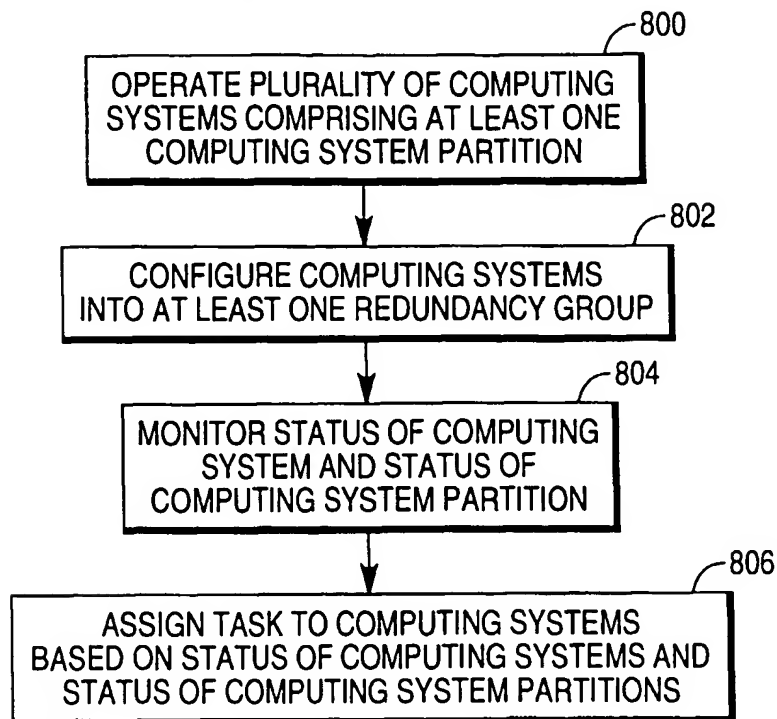 800
OPERATE PLURALITY OF COMPUTING
SYSTEMS COMPRISING AT LEAST ONE
COMPUTING SYSTEM PARTITION
802
CONFIGURE COMPUTING SYSTEMS
INTO AT LEAST ONE REDUNDANCY GROUP
804
MONITOR STATUS OF COMPUTING
SYSTEM AND STATUS OF
COMPUTING SYSTEM PARTITION
806
ASSIGN TASK TO COMPUTING SYSTEMS
BASED ON STATUS OF COMPUTING SYSTEMS AND
STATUS OF COMPUTING SYSTEM PARTITIONS